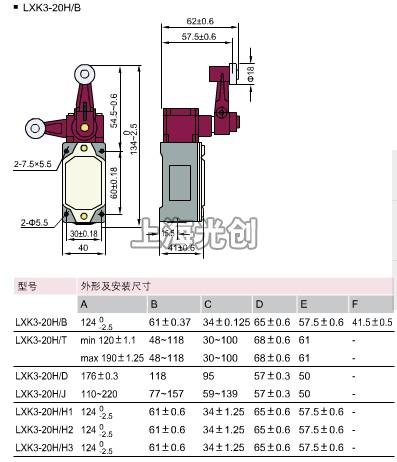 LXK3-20H/B
62±0.6
57.5±0.6
Φ18
54.5-0.6
134-2.5
2-7.5×5.5
60±0.18
2-Φ5.5
30±0.18
40
15.5
41±0.6
上海光创
型号 外形及安装尺寸
A B C D E F
LXK3-20H/B 124 0 -2.5 61±0.37 34±0.125 65±0.6 57.5±0.6 41.5±0.5
LXK3-20H/T min 120±1.1 48~118 30~100 68±0.6 61 -
max 190±1.25 48~118 30~100 68±0.6 61 -
LXK3-20H/D 176±0.3 118 95 57±0.3 50 -
LXK3-20H/J 110~220 77~157 59~139 57±0.3 50 -
LXK3-20H/H1 124 0 -2.5 61±0.6 34±1.25 65±0.6 57.5±0.6 -
LXK3-20H/H2 124 0 -2.5 61±0.6 34±1.25 65±0.6 57.5±0.6 -
LXK3-20H/H3 124 0 -2.5 61±0.6 34±1.25 65±0.6 57.5±0.6 -